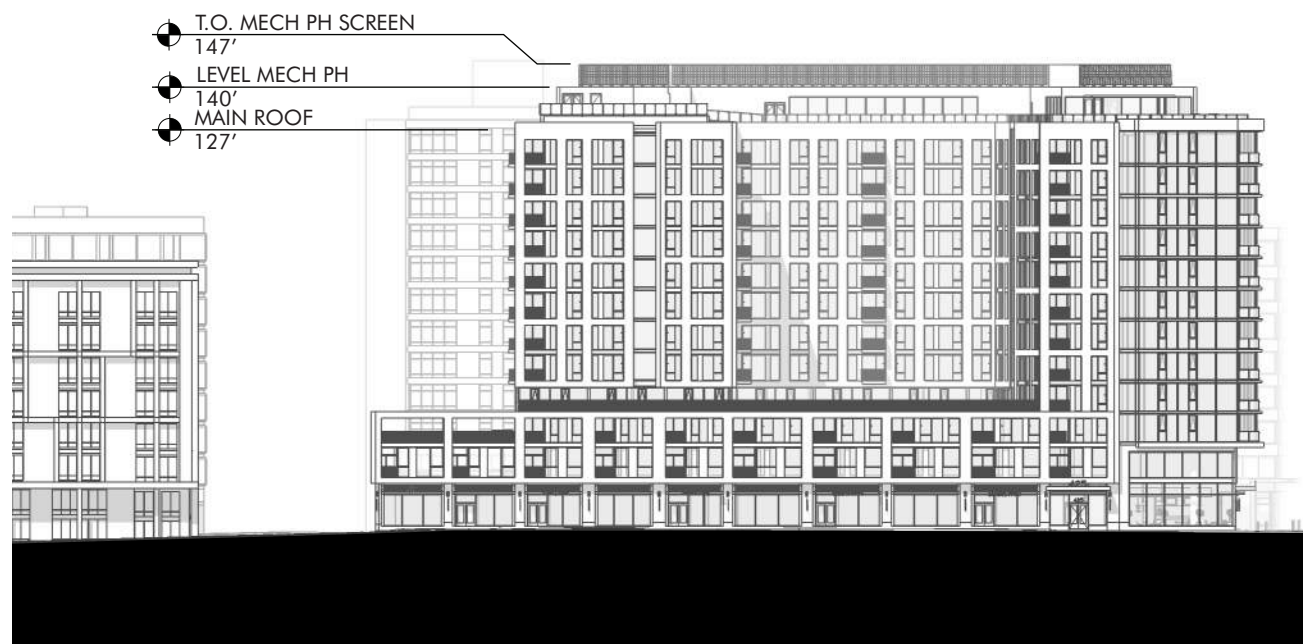 T.O. MECH PH SCREEN
147'
LEVEL MECH PH
140'
MAIN ROOF
127'